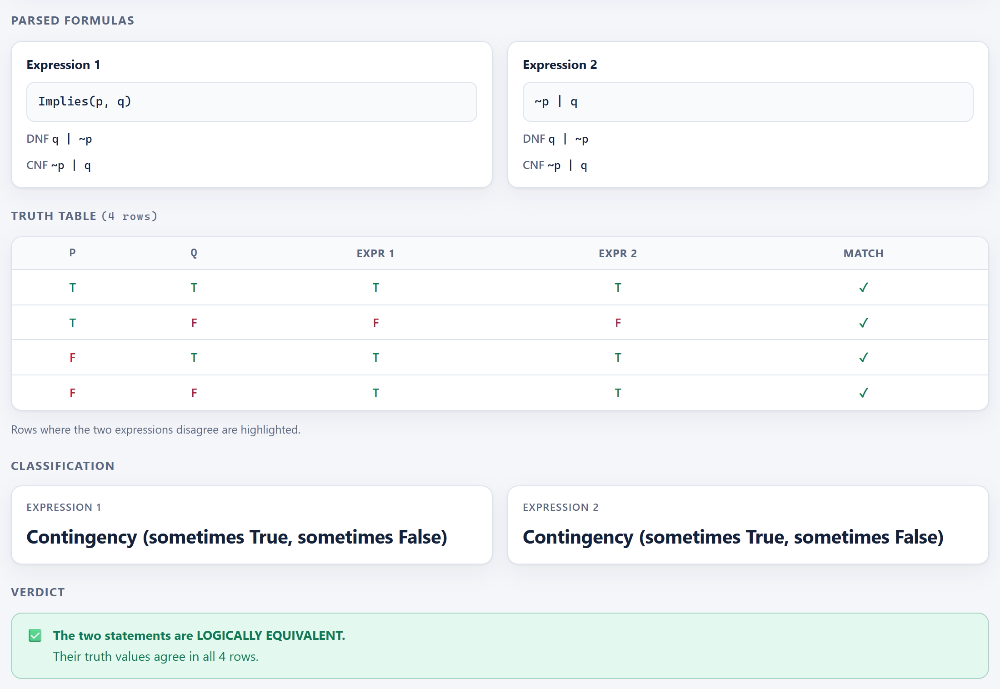 PARSED FORMULAS
Expression 1
Implies(p, q)
DNF q | ~p
CNF ~p | q
Expression 2
~p | q
DNF q | ~p
CNF ~p | q
TRUTH TABLE (4 rows)
P Q EXPR 1 EXPR 2 MATCH
T T T T ✓
T F F F ✓
F T T T ✓
F F T T ✓
Rows where the two expressions disagree are highlighted.
CLASSIFICATION
EXPRESSION 1
Contingency (sometimes True, sometimes False)
EXPRESSION 2
Contingency (sometimes True, sometimes False)
VERDICT
✅ The two statements are LOGICALLY EQUIVALENT.
Their truth values agree in all 4 rows.